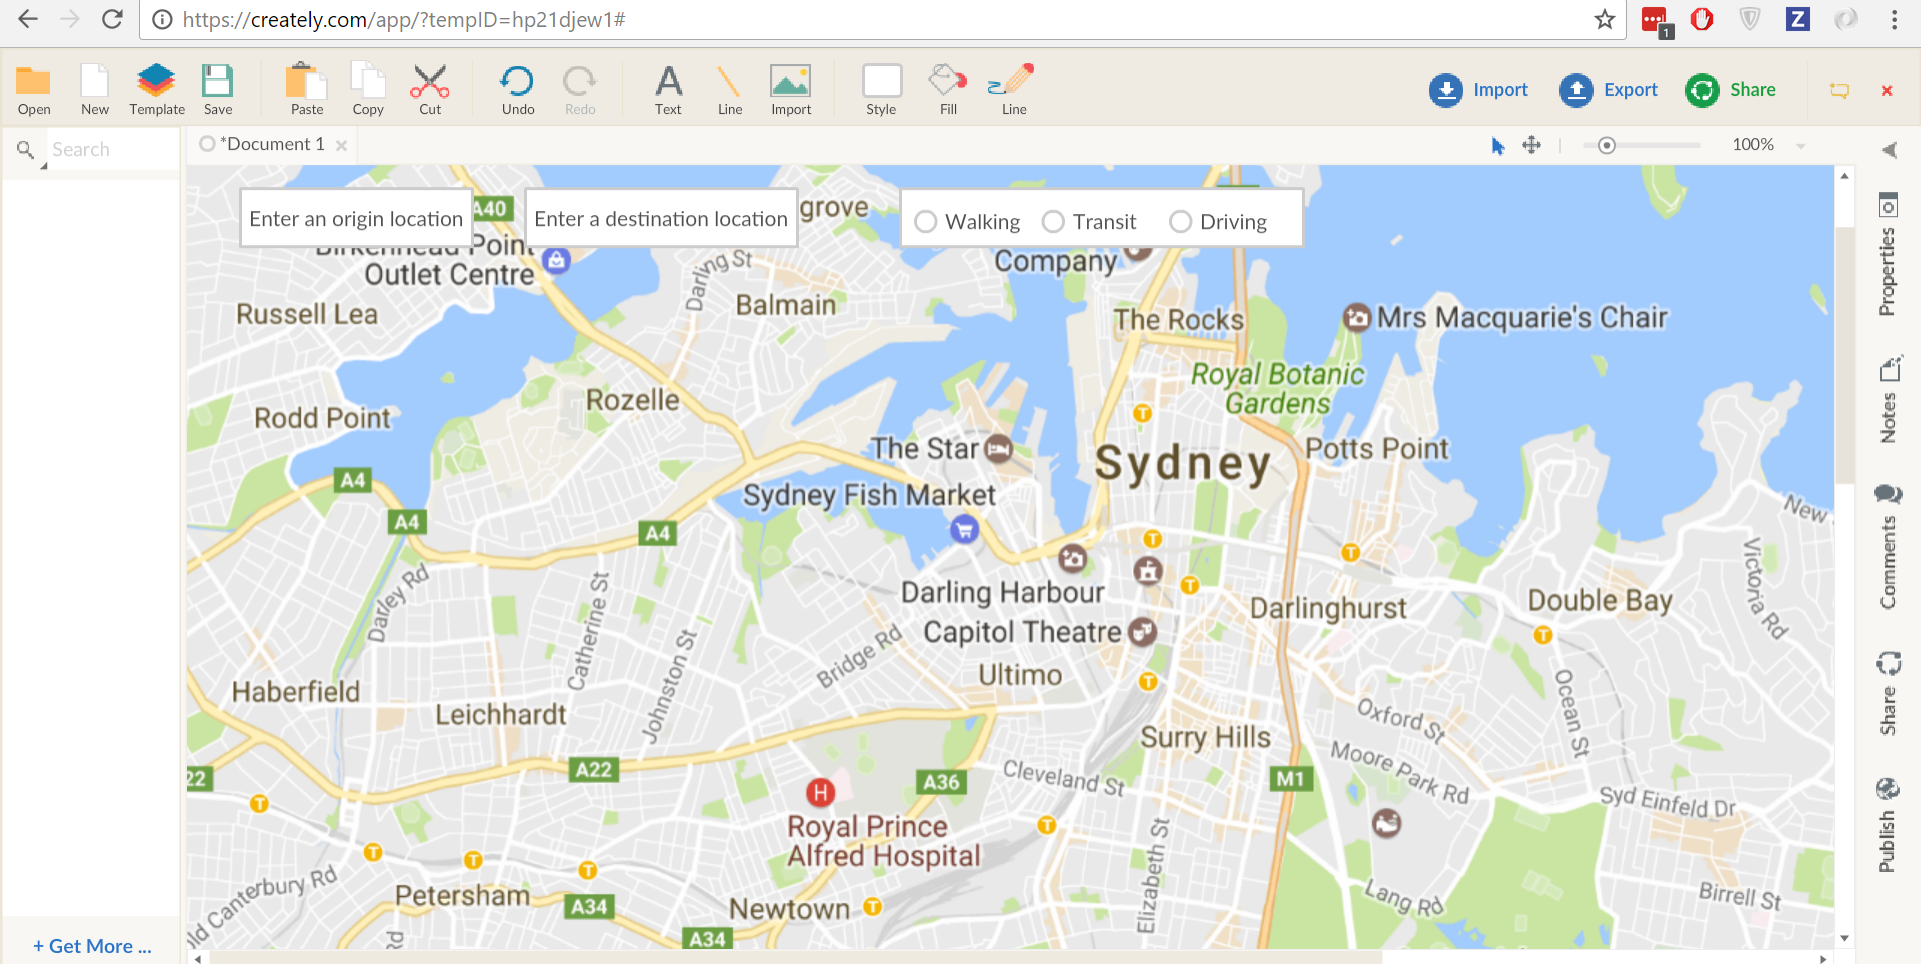 https://creately.com/app/?tempID=hp21djew1#
1
Z
Open
New
Template
Save
Paste
Copy
Cut
Undo
Redo
Text
Line
Import
Style
Fill
Line
Import
Export
Share
Search
*Document 1
100%
Enter an origin location
A40
Enter a destination location
grove
Walking
Transit
Driving
Birkenhead Point
Outlet Centre
Darling St
Company
Russell Lea
Balmain
The Rocks
Mrs Macquarie's Chair
Royal Botanic
Gardens
Rodd Point
Rozelle
The Star
Sydney
Potts Point
A4
Sydney Fish Market
A4
A4
New
Darley Rd
Catherine St
Johnston St
Bridge Rd
Darling Harbour
Capitol Theatre
Ultimo
Darlinghurst
Double Bay
Victoria Rd
Haberfield
Leichhardt
Surry Hills
Oxford St
Ocean St
Moore Park Rd
22
A22
A36
Cleveland St
M1
Syd Einfeld Dr
H
Royal Prince
Alfred Hospital
Elizabeth St
Lang Rd
Birrell St
ld Canterbury Rd
Petersham
A34
Newtown
A34
Rd
T
T
T
T
T
T
T
T
T
T
T
T
Properties
Notes
Comments
Share
Publish
+ Get More ...